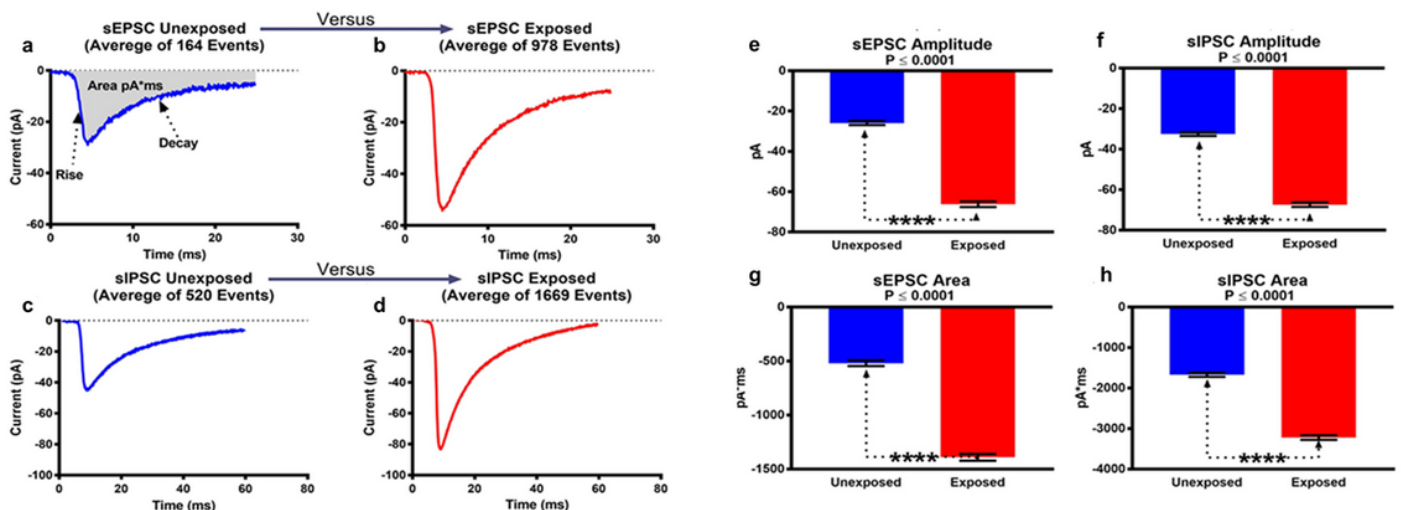 sEPSC Unexposed
(Averege of 164 Events)
Versus
sEPSC Exposed
(Averege of 978 Events)
a
0
-20
-40
-60
Current (pA)
Area pA*ms
Rise
Decay
0
10
20
30
Time (ms)
b
0
-20
-40
-60
Current (pA)
0
10
20
30
Time (ms)
sIPSC Unexposed
(Averege of 520 Events)
Versus
sIPSC Exposed
(Averege of 1669 Events)
c
0
-20
-40
-60
-80
-100
Current (pA)
0
20
40
60
80
Time (ms)
d
0
-20
-40
-60
-80
-100
Current (pA)
0
20
40
60
80
Time (ms)
e
sEPSC Amplitude
P ≤ 0.0001
0
-20
-40
-60
-80
pA
****
Unexposed
Exposed
f
sIPSC Amplitude
P ≤ 0.0001
0
-20
-40
-60
-80
pA
****
Unexposed
Exposed
g
sEPSC Area
P ≤ 0.0001
0
-500
-1000
-1500
pA*ms
****
Unexposed
Exposed
h
sIPSC Area
P ≤ 0.0001
0
-1000
-2000
-3000
-4000
pA*ms
****
Unexposed
Exposed